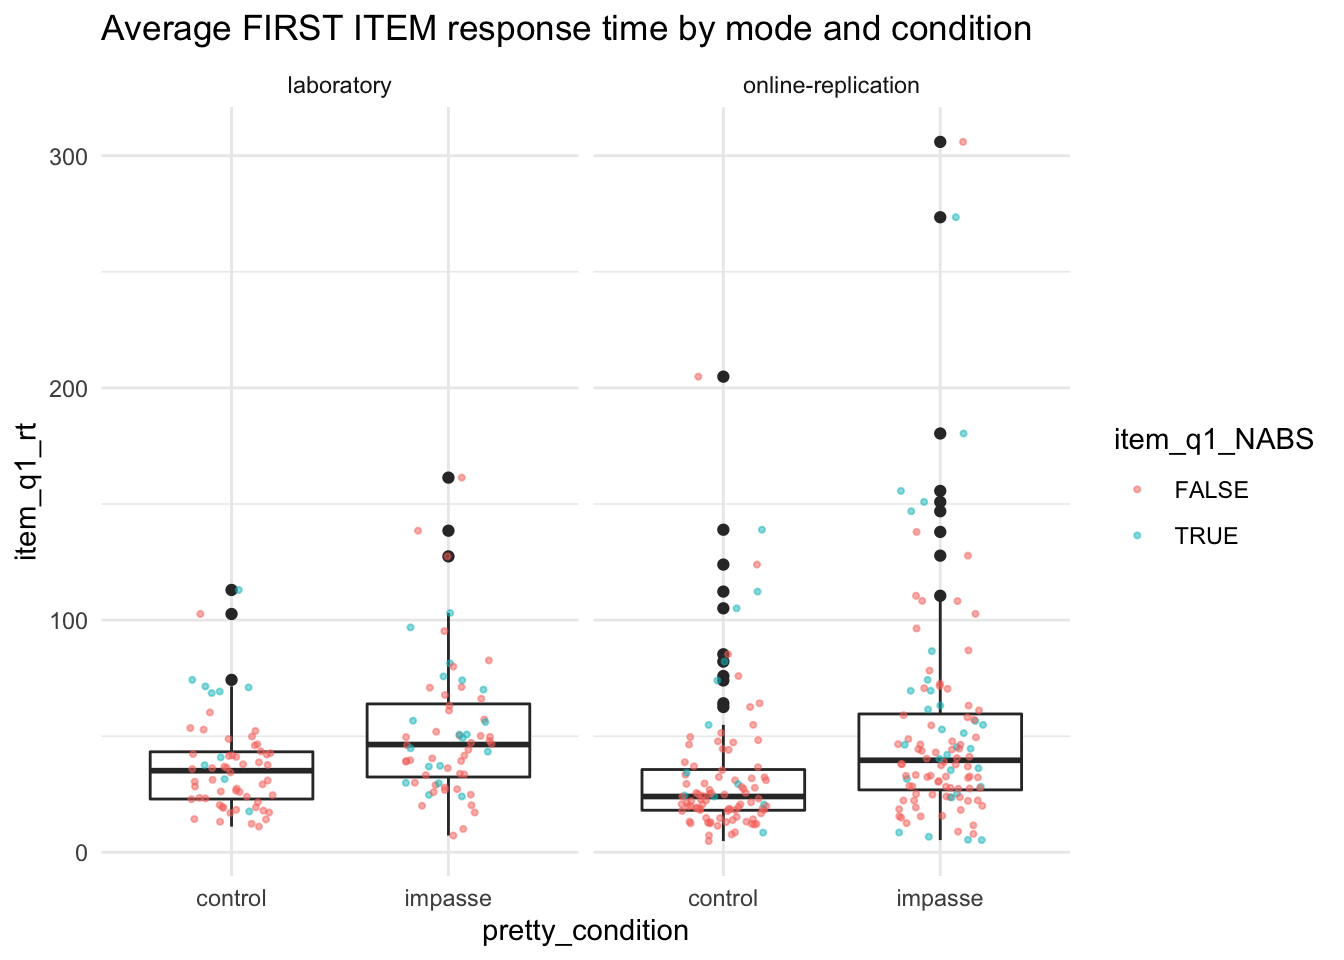 Average FIRST ITEM response time by mode and condition
laboratory
online-replication
300
200
100
0
item_q1_rt
control
impasse
control
impasse
pretty_condition
item_q1_NABS
FALSE
TRUE